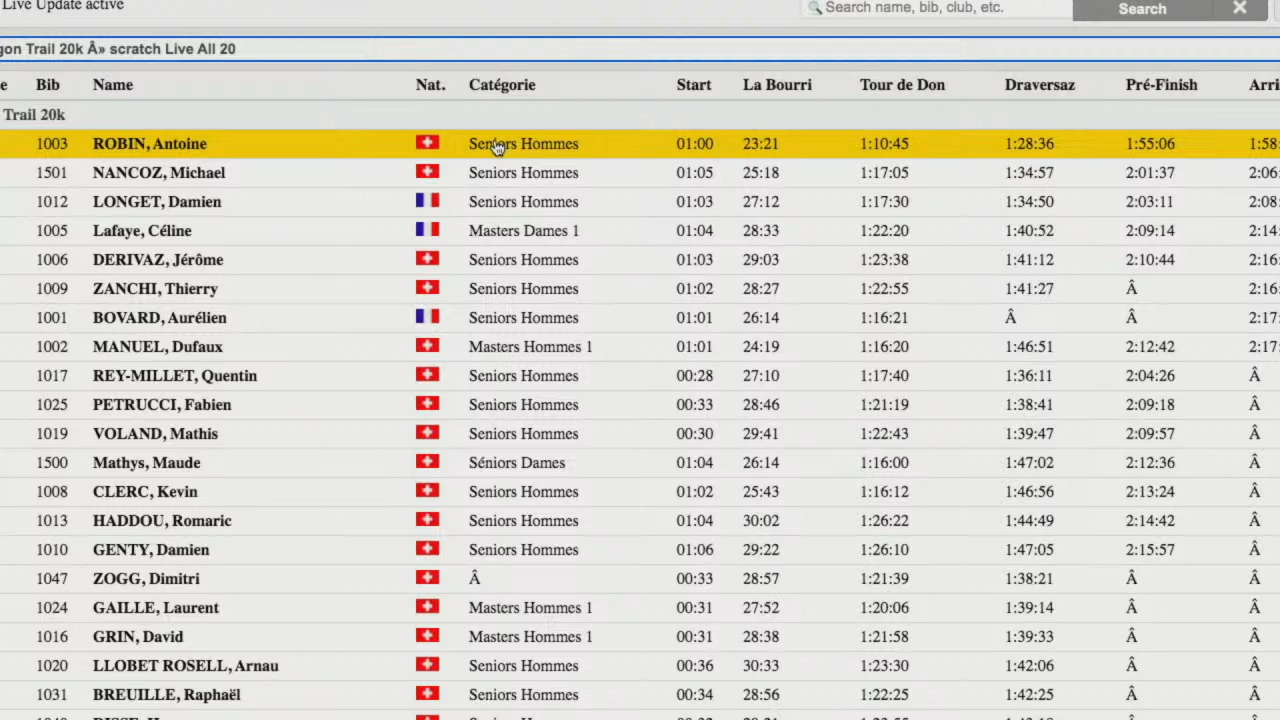 Live Update active
Search name, bib, club, etc. Search ✕
gon Trail 20k Â» scratch Live All 20
e Bib Name Nat. Catégorie Start La Bourri Tour de Don Draversaz Pré-Finish Arri
Trail 20k
1003 ROBIN, Antoine Seniors Hommes 01:00 23:21 1:10:45 1:28:36 1:55:06 1:58:
1501 NANCOZ, Michael Seniors Hommes 01:05 25:18 1:17:05 1:34:57 2:01:37 2:06:
1012 LONGET, Damien Seniors Hommes 01:03 27:12 1:17:30 1:34:50 2:03:11 2:08:
1005 Lafaye, Céline Masters Dames 1 01:04 28:33 1:22:20 1:40:52 2:09:14 2:14:
1006 DERIVAZ, Jérôme Seniors Hommes 01:03 29:03 1:23:38 1:41:12 2:10:44 2:16:
1009 ZANCHI, Thierry Seniors Hommes 01:02 28:27 1:22:55 1:41:27 Â 2:16:
1001 BOVARD, Aurélien Seniors Hommes 01:01 26:14 1:16:21 Â Â 2:17:
1002 MANUEL, Dufaux Masters Hommes 1 01:01 24:19 1:16:20 1:46:51 2:12:42 2:17:
1017 REY-MILLET, Quentin Seniors Hommes 00:28 27:10 1:17:40 1:36:11 2:04:26 Â
1025 PETRUCCI, Fabien Seniors Hommes 00:33 28:46 1:21:19 1:38:41 2:09:18 Â
1019 VOLAND, Mathis Seniors Hommes 00:30 29:41 1:22:43 1:39:47 2:09:57 Â
1500 Mathys, Maude Séniors Dames 01:04 26:14 1:16:00 1:47:02 2:12:36 Â
1008 CLERC, Kevin Seniors Hommes 01:02 25:43 1:16:12 1:46:56 2:13:24 Â
1013 HADDOU, Romaric Seniors Hommes 01:04 30:02 1:26:22 1:44:49 2:14:42 Â
1010 GENTY, Damien Seniors Hommes 01:06 29:22 1:26:10 1:47:05 2:15:57 Â
1047 ZOGG, Dimitri Â 00:33 28:57 1:21:39 1:38:21 Â Â
1024 GAILLE, Laurent Masters Hommes 1 00:31 27:52 1:20:06 1:39:14 Â Â
1016 GRIN, David Masters Hommes 1 00:31 28:38 1:21:58 1:39:33 Â Â
1020 LLOBET ROSELL, Arnau Seniors Hommes 00:36 30:33 1:23:30 1:42:06 Â Â
1031 BREUILLE, Raphaël Seniors Hommes 00:34 28:56 1:22:25 1:42:25 Â Â